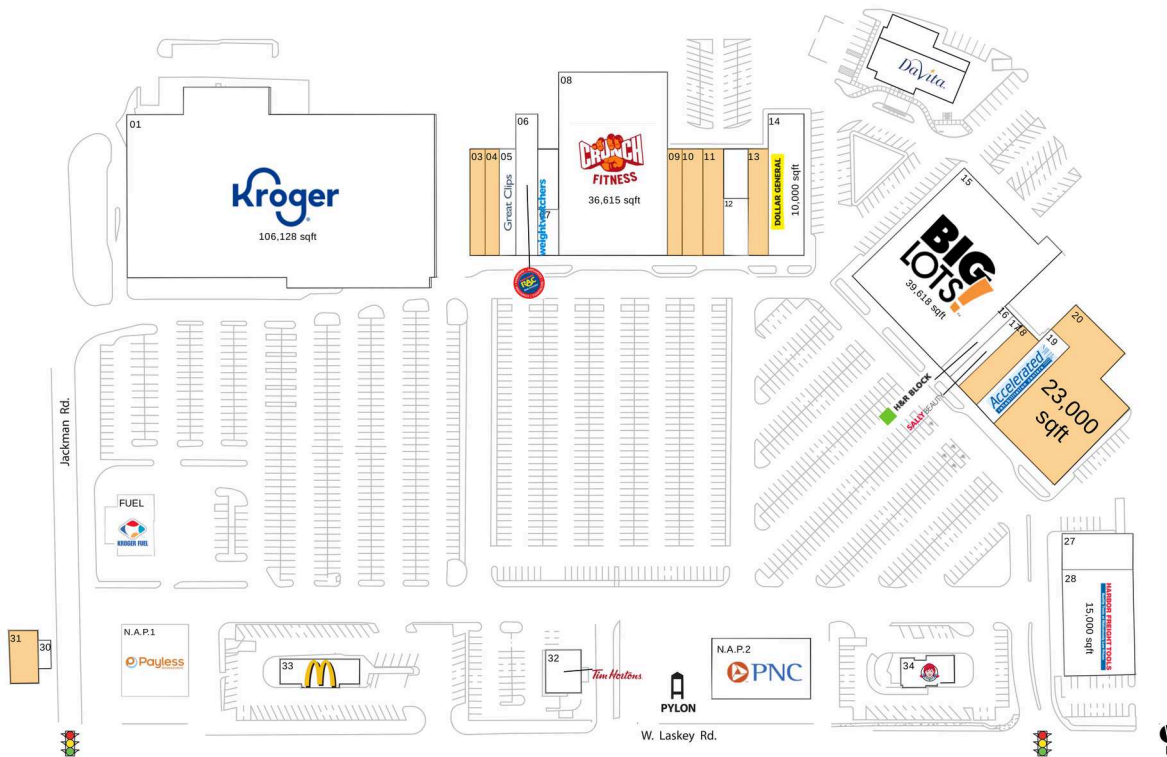 DaVita.
01
Kroger
106,128 sqft
03
04
05
Great Clips
06
weightwatchers
RAC
08
CRUNCH
FITNESS
36,615 sqft
09
10
11
12
13
14
DOLLAR GENERAL
10,000 sqft
15
BIG
LOTS!
39,618 sqft
16
17
18
19
Accelerated
20
23,000
sqft
H&R BLOCK
SALLY BEAUTY
Jackman Rd.
FUEL
KROGER FUEL
27
28
HARBOR FREIGHT TOOLS
15,000 sqft
31
30
N.A.P.1
Payless
33
32
Tim Hortons
PYLON
N.A.P.2
PNC
34
W. Laskey Rd.